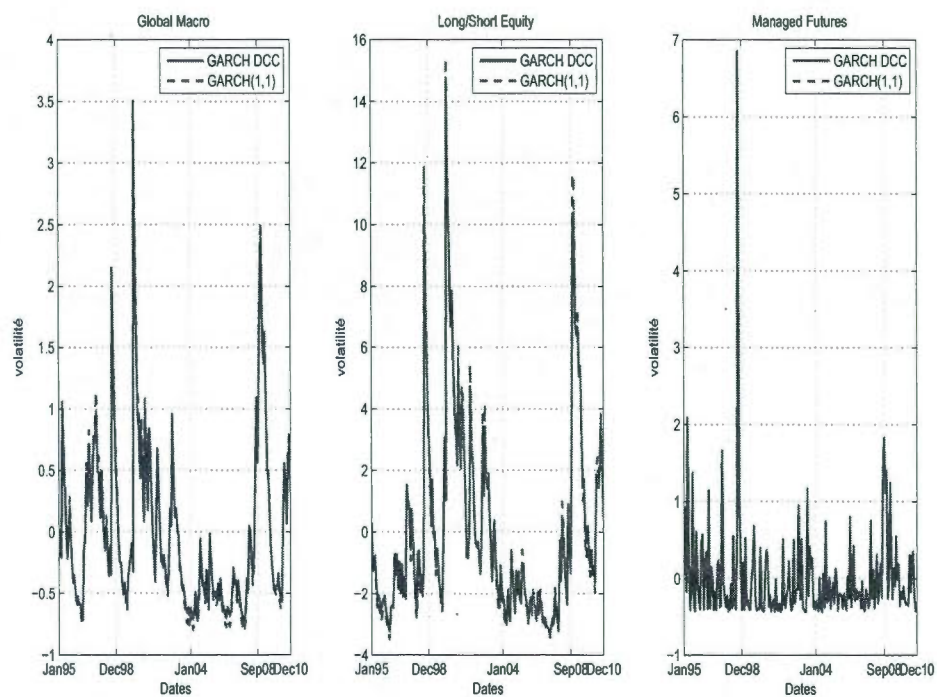 Global Macro
4
3.5
3
2.5
2
1.5
1
0.5
0
−0.5
−1
volatilité
GARCH DCC
GARCH(1,1)
Jan95
Dec98
Jan04
Sep08
Dec10
Dates
Long/Short Equity
16
14
12
10
8
6
4
2
0
−2
−4
volatilité
GARCH DCC
GARCH(1,1)
Jan95
Dec98
Jan04
Sep08
Dec10
Dates
Managed Futures
7
6
5
4
3
2
1
0
−1
volatilité
GARCH DCC
GARCH(1,1)
Jan95
Dec98
Jan04
Sep08
Dec10
Dates